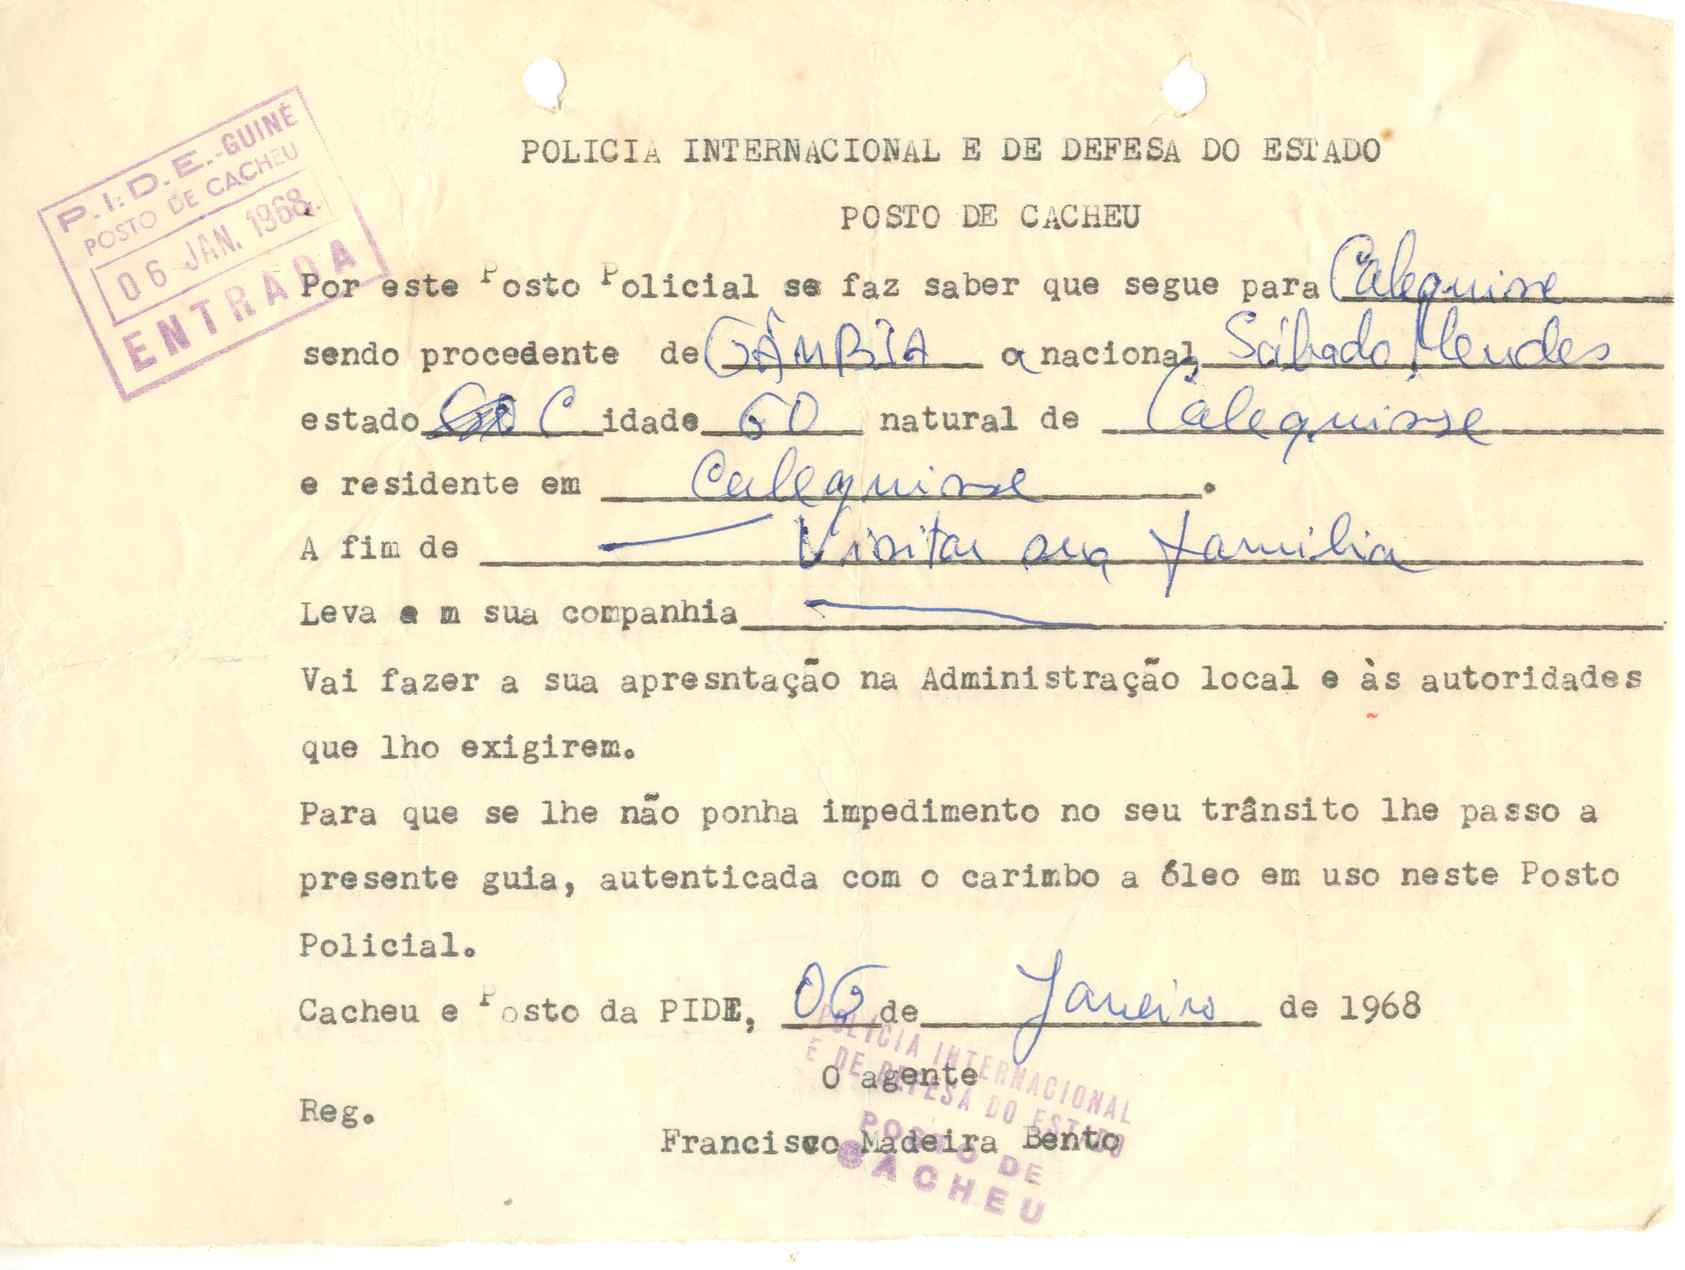 P.I.D.E.-GUINÉ
POSTO DE CACHEU
06 JAN. 1968
ENTRADA
POLICIA INTERNACIONAL E DE DEFESA DO ESTADO
POSTO DE CACHEU
Por este Posto Policial se faz saber que segue para Calequisse
sendo procedente de GÂMBIA a nacional, Sábado Mendes
estado C idade 60 natural de Calequisse
e residente em Calequisse.
A fim de Visitar sua família
Leva e m sua companhia
Vai fazer a sua apresntação na Administração local e às autoridades
que lho exigirem.
Para que se lhe não ponha impedimento no seu trânsito lhe passo a
presente guia, autenticada com o carimbo a óleo em uso neste Posto
Policial.
Cacheu e Posto da PIDE, 06 de Janeiro de 1968
O agente
Reg.
Francisco Madeira Bento
POLICIA INTERNACIONAL
E DE DEFESA DO ESTADO
POSTO DE
CACHEU